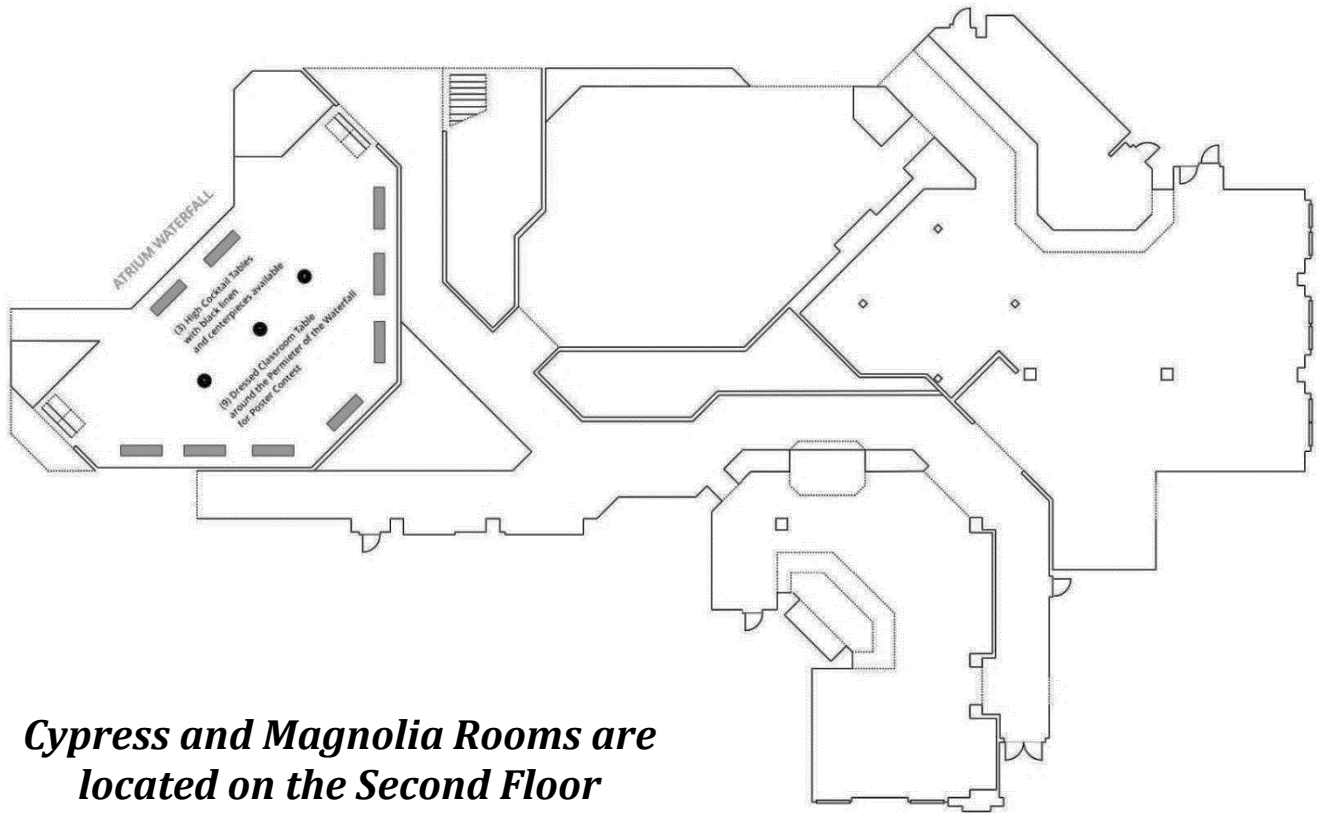 ATRIUM WATERFALL
(3) High Cocktail Tables
with black linen
and centerpieces available
(9) Dressed Classroom Table
around the Permieter of the Waterfall
for Poster Contest
Cypress and Magnolia Rooms are
located on the Second Floor